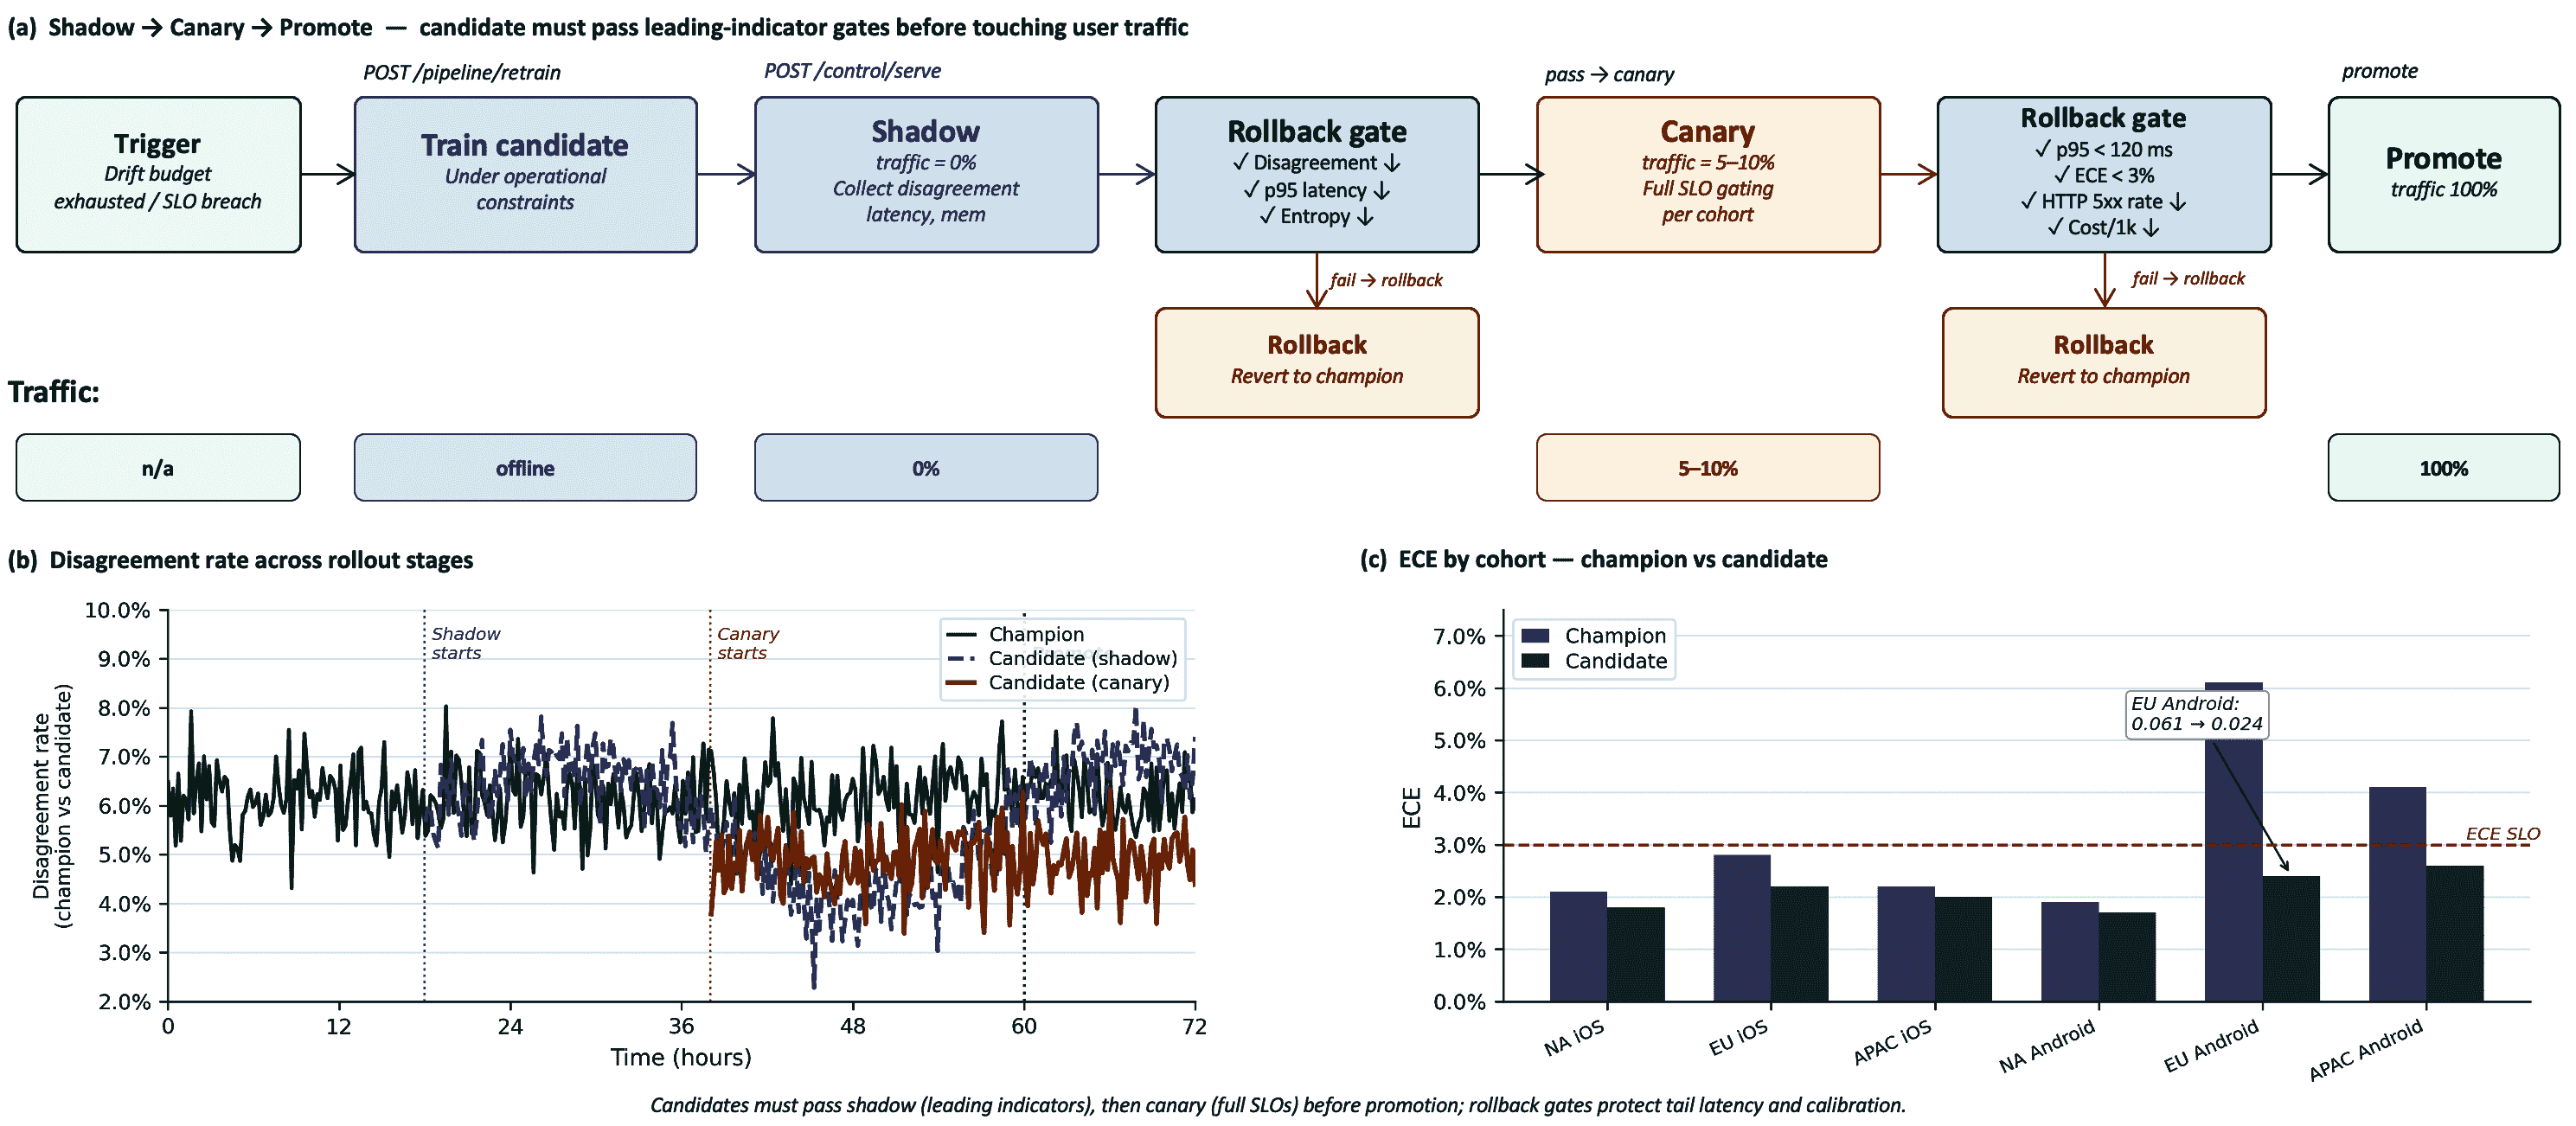 (a) Shadow → Canary → Promote — candidate must pass leading-indicator gates before touching user traffic
POST /pipeline/retrain
POST /control/serve
pass → canary
promote
Trigger
Drift budget
exhausted / SLO breach
Train candidate
Under operational
constraints
Shadow
traffic = 0%
Collect disagreement
latency, mem
Rollback gate
✓ Disagreement ↓
✓ p95 latency ↓
✓ Entropy ↓
Canary
traffic = 5–10%
Full SLO gating
per cohort
Rollback gate
✓ p95 < 120 ms
✓ ECE < 3%
✓ HTTP 5xx rate ↓
✓ Cost/1k ↓
Promote
traffic 100%
fail → rollback
fail → rollback
Rollback
Revert to champion
Rollback
Revert to champion
Traffic:
n/a
offline
0%
5–10%
100%
(b) Disagreement rate across rollout stages
Disagreement rate
(champion vs candidate)
10.0%
9.0%
8.0%
7.0%
6.0%
5.0%
4.0%
3.0%
2.0%
Shadow
starts
Canary
starts
Champion
Candidate (shadow)
Candidate (canary)
0
12
24
36
48
60
72
Time (hours)
(c) ECE by cohort — champion vs candidate
ECE
7.0%
6.0%
5.0%
4.0%
3.0%
2.0%
1.0%
0.0%
Champion
Candidate
EU Android:
0.061 → 0.024
ECE SLO
NA iOS
EU iOS
APAC iOS
NA Android
EU Android
APAC Android
Candidates must pass shadow (leading indicators), then canary (full SLOs) before promotion; rollback gates protect tail latency and calibration.